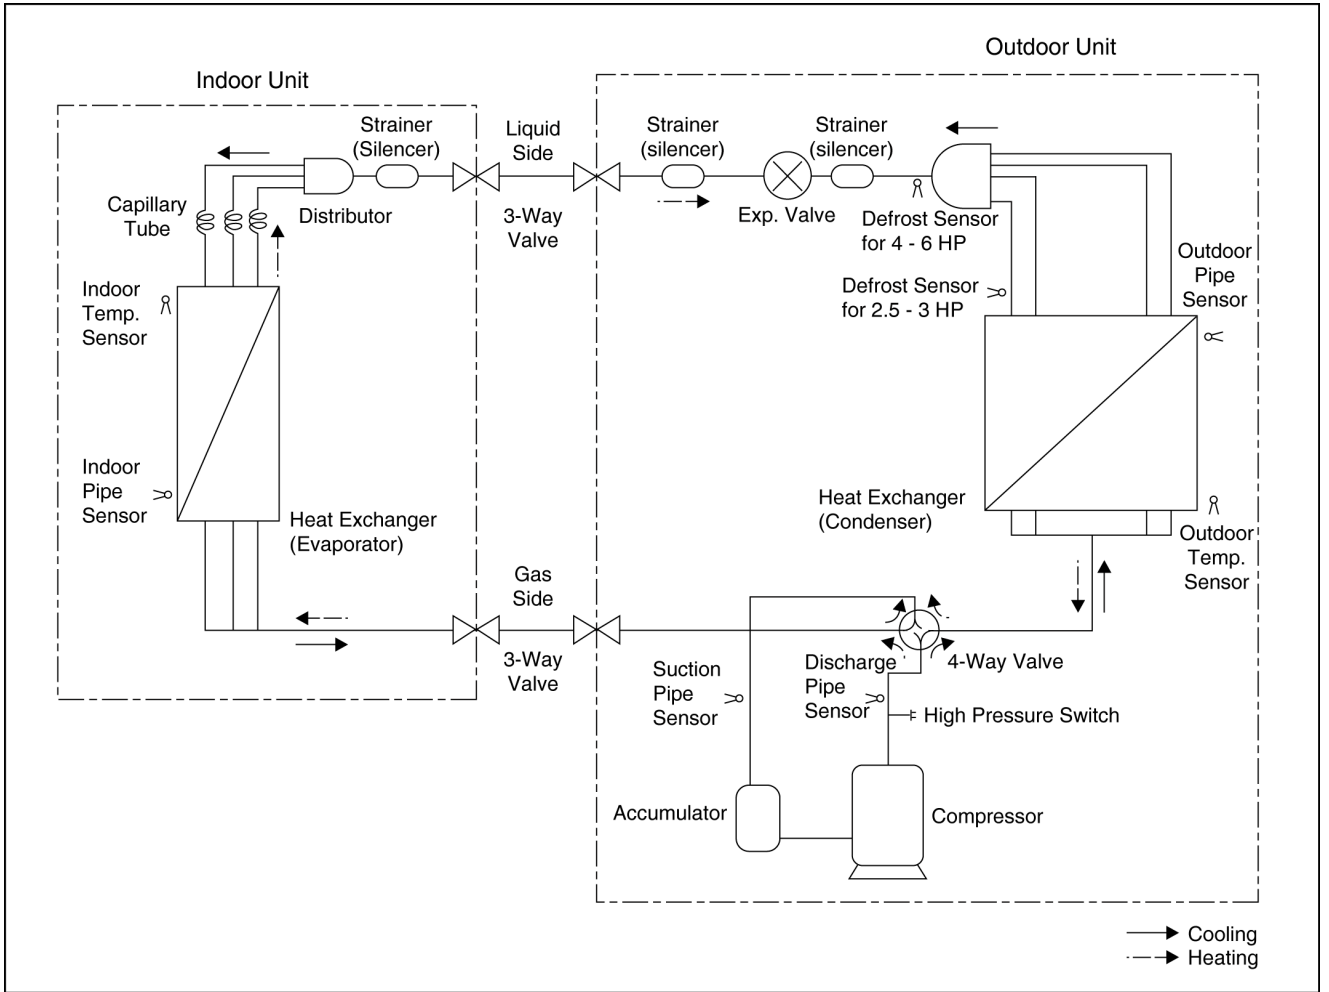 Outdoor Unit
Indoor Unit
Strainer
(Silencer)
Liquid
Side
Strainer
(silencer)
Strainer
(silencer)
Capillary
Tube
Distributor
3-Way
Valve
Exp. Valve
Defrost Sensor
for 4 - 6 HP
Outdoor
Pipe
Sensor
Defrost Sensor
for 2.5 - 3 HP
Indoor
Temp.
Sensor
Indoor
Pipe
Sensor
Heat Exchanger
(Evaporator)
Heat Exchanger
(Condenser)
Outdoor
Temp.
Sensor
Gas
Side
3-Way
Valve
Suction
Pipe
Sensor
Discharge
Pipe
Sensor
4-Way Valve
High Pressure Switch
Accumulator
Compressor
Cooling
Heating